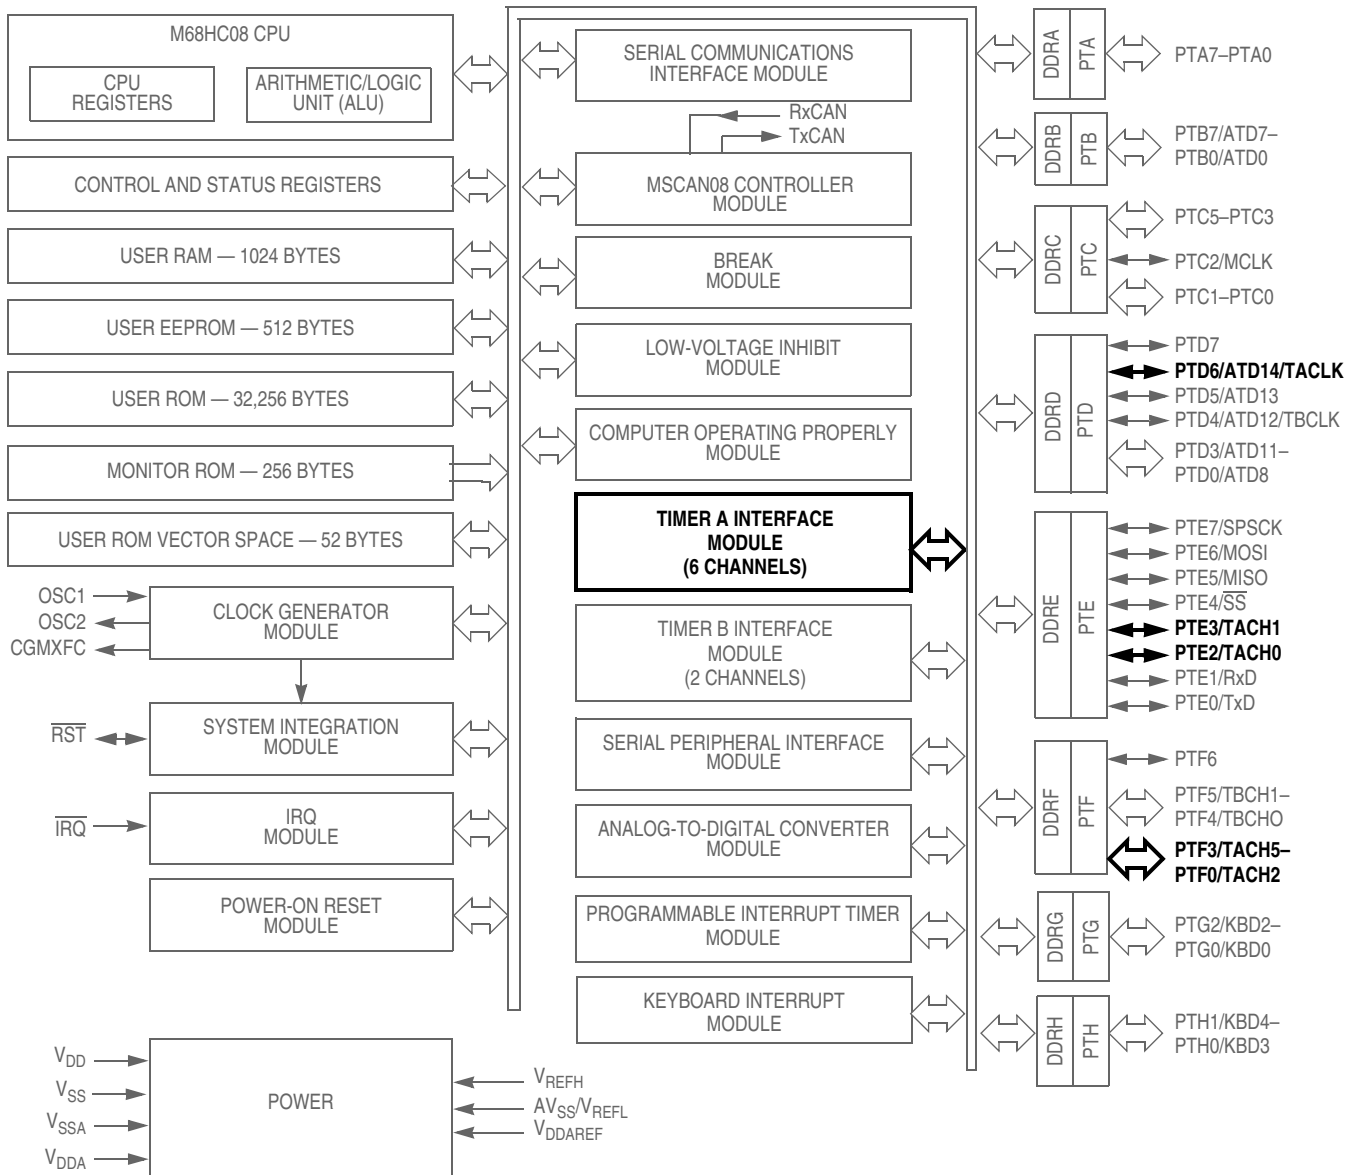 M68HC08 CPU
CPU
REGISTERS
ARITHMETIC/LOGIC
UNIT (ALU)
CONTROL AND STATUS REGISTERS
USER RAM — 1024 BYTES
USER EEPROM — 512 BYTES
USER ROM — 32,256 BYTES
MONITOR ROM — 256 BYTES
USER ROM VECTOR SPACE — 52 BYTES
OSC1
OSC2
CGMXFC
CLOCK GENERATOR
MODULE
RST
SYSTEM INTEGRATION
MODULE
IRQ
IRQ
MODULE
POWER-ON RESET
MODULE
VDD
VSS
VSSA
VDDA
POWER
VREFH
AVSS/VREFL
VDDAREF
SERIAL COMMUNICATIONS
INTERFACE MODULE
RxCAN
TxCAN
MSCAN08 CONTROLLER
MODULE
BREAK
MODULE
LOW-VOLTAGE INHIBIT
MODULE
COMPUTER OPERATING PROPERLY
MODULE
TIMER A INTERFACE
MODULE
(6 CHANNELS)
TIMER B INTERFACE
MODULE
(2 CHANNELS)
SERIAL PERIPHERAL INTERFACE
MODULE
ANALOG-TO-DIGITAL CONVERTER
MODULE
PROGRAMMABLE INTERRUPT TIMER
MODULE
KEYBOARD INTERRUPT
MODULE
DDRA
PTA
PTA7–PTA0
DDRB
PTB
PTB7/ATD7–
PTB0/ATD0
DDRC
PTC
PTC5–PTC3
PTC2/MCLK
PTC1–PTC0
DDRD
PTD
PTD7
PTD6/ATD14/TACLK
PTD5/ATD13
PTD4/ATD12/TBCLK
PTD3/ATD11–
PTD0/ATD8
DDRE
PTE
PTE7/SPSCK
PTE6/MOSI
PTE5/MISO
PTE4/SS
PTE3/TACH1
PTE2/TACH0
PTE1/RxD
PTE0/TxD
DDRF
PTF
PTF6
PTF5/TBCH1–
PTF4/TBCHO
PTF3/TACH5–
PTF0/TACH2
DDRG
PTG
PTG2/KBD2–
PTG0/KBD0
DDRH
PTH
PTH1/KBD4–
PTH0/KBD3